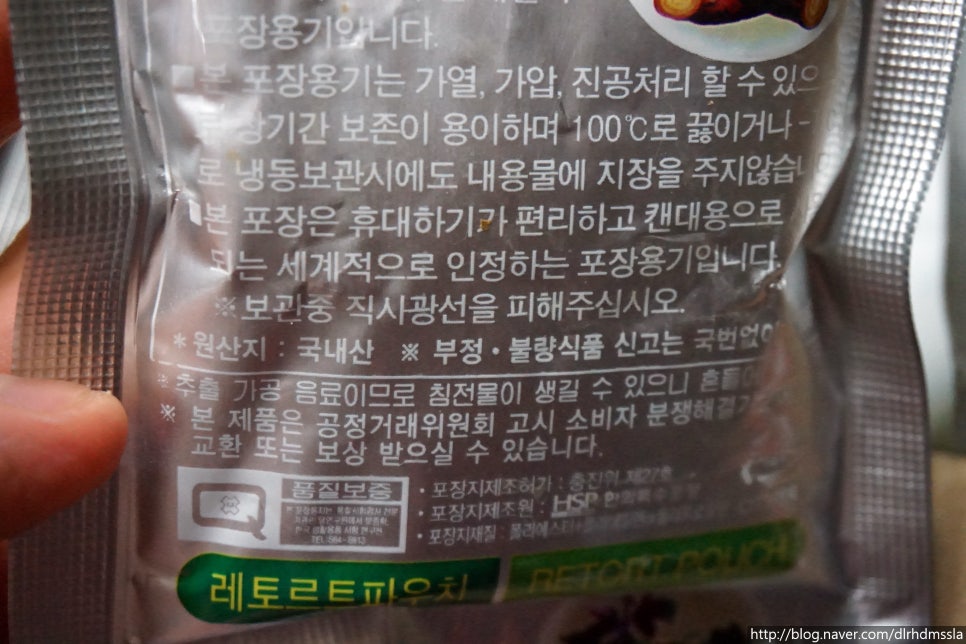 포장용기입니다.
■본 포장용기는 가열, 가압, 진공처리 할 수 있으
장기간 보존이 용이하며 100℃로 끓이거나 -
로 냉동보관시에도 내용물에 지장을 주지않습니
■본 포장은 휴대하기가 편리하고 캔대용으로
되는 세계적으로 인정하는 포장용기입니다.
※보관중 직사광선을 피해주십시오.
*원산지 : 국내산 ※ 부정·불량식품 신고는 국번없이
※ 추출 가공 음료이므로 침전물이 생길 수 있으니 흔들어
※ 본 제품은 공정거래위원회 고시 소비자 분쟁해결기준
교환 또는 보상 받으실 수 있습니다.
Q 품질보증
• 포장지제조허가 :
• 포장지제조원 : HSP
• 포장지재질 : 폴리에스터
레토르트파우치 RETORT POUCH
http://blog.naver.com/dlrhdmssla